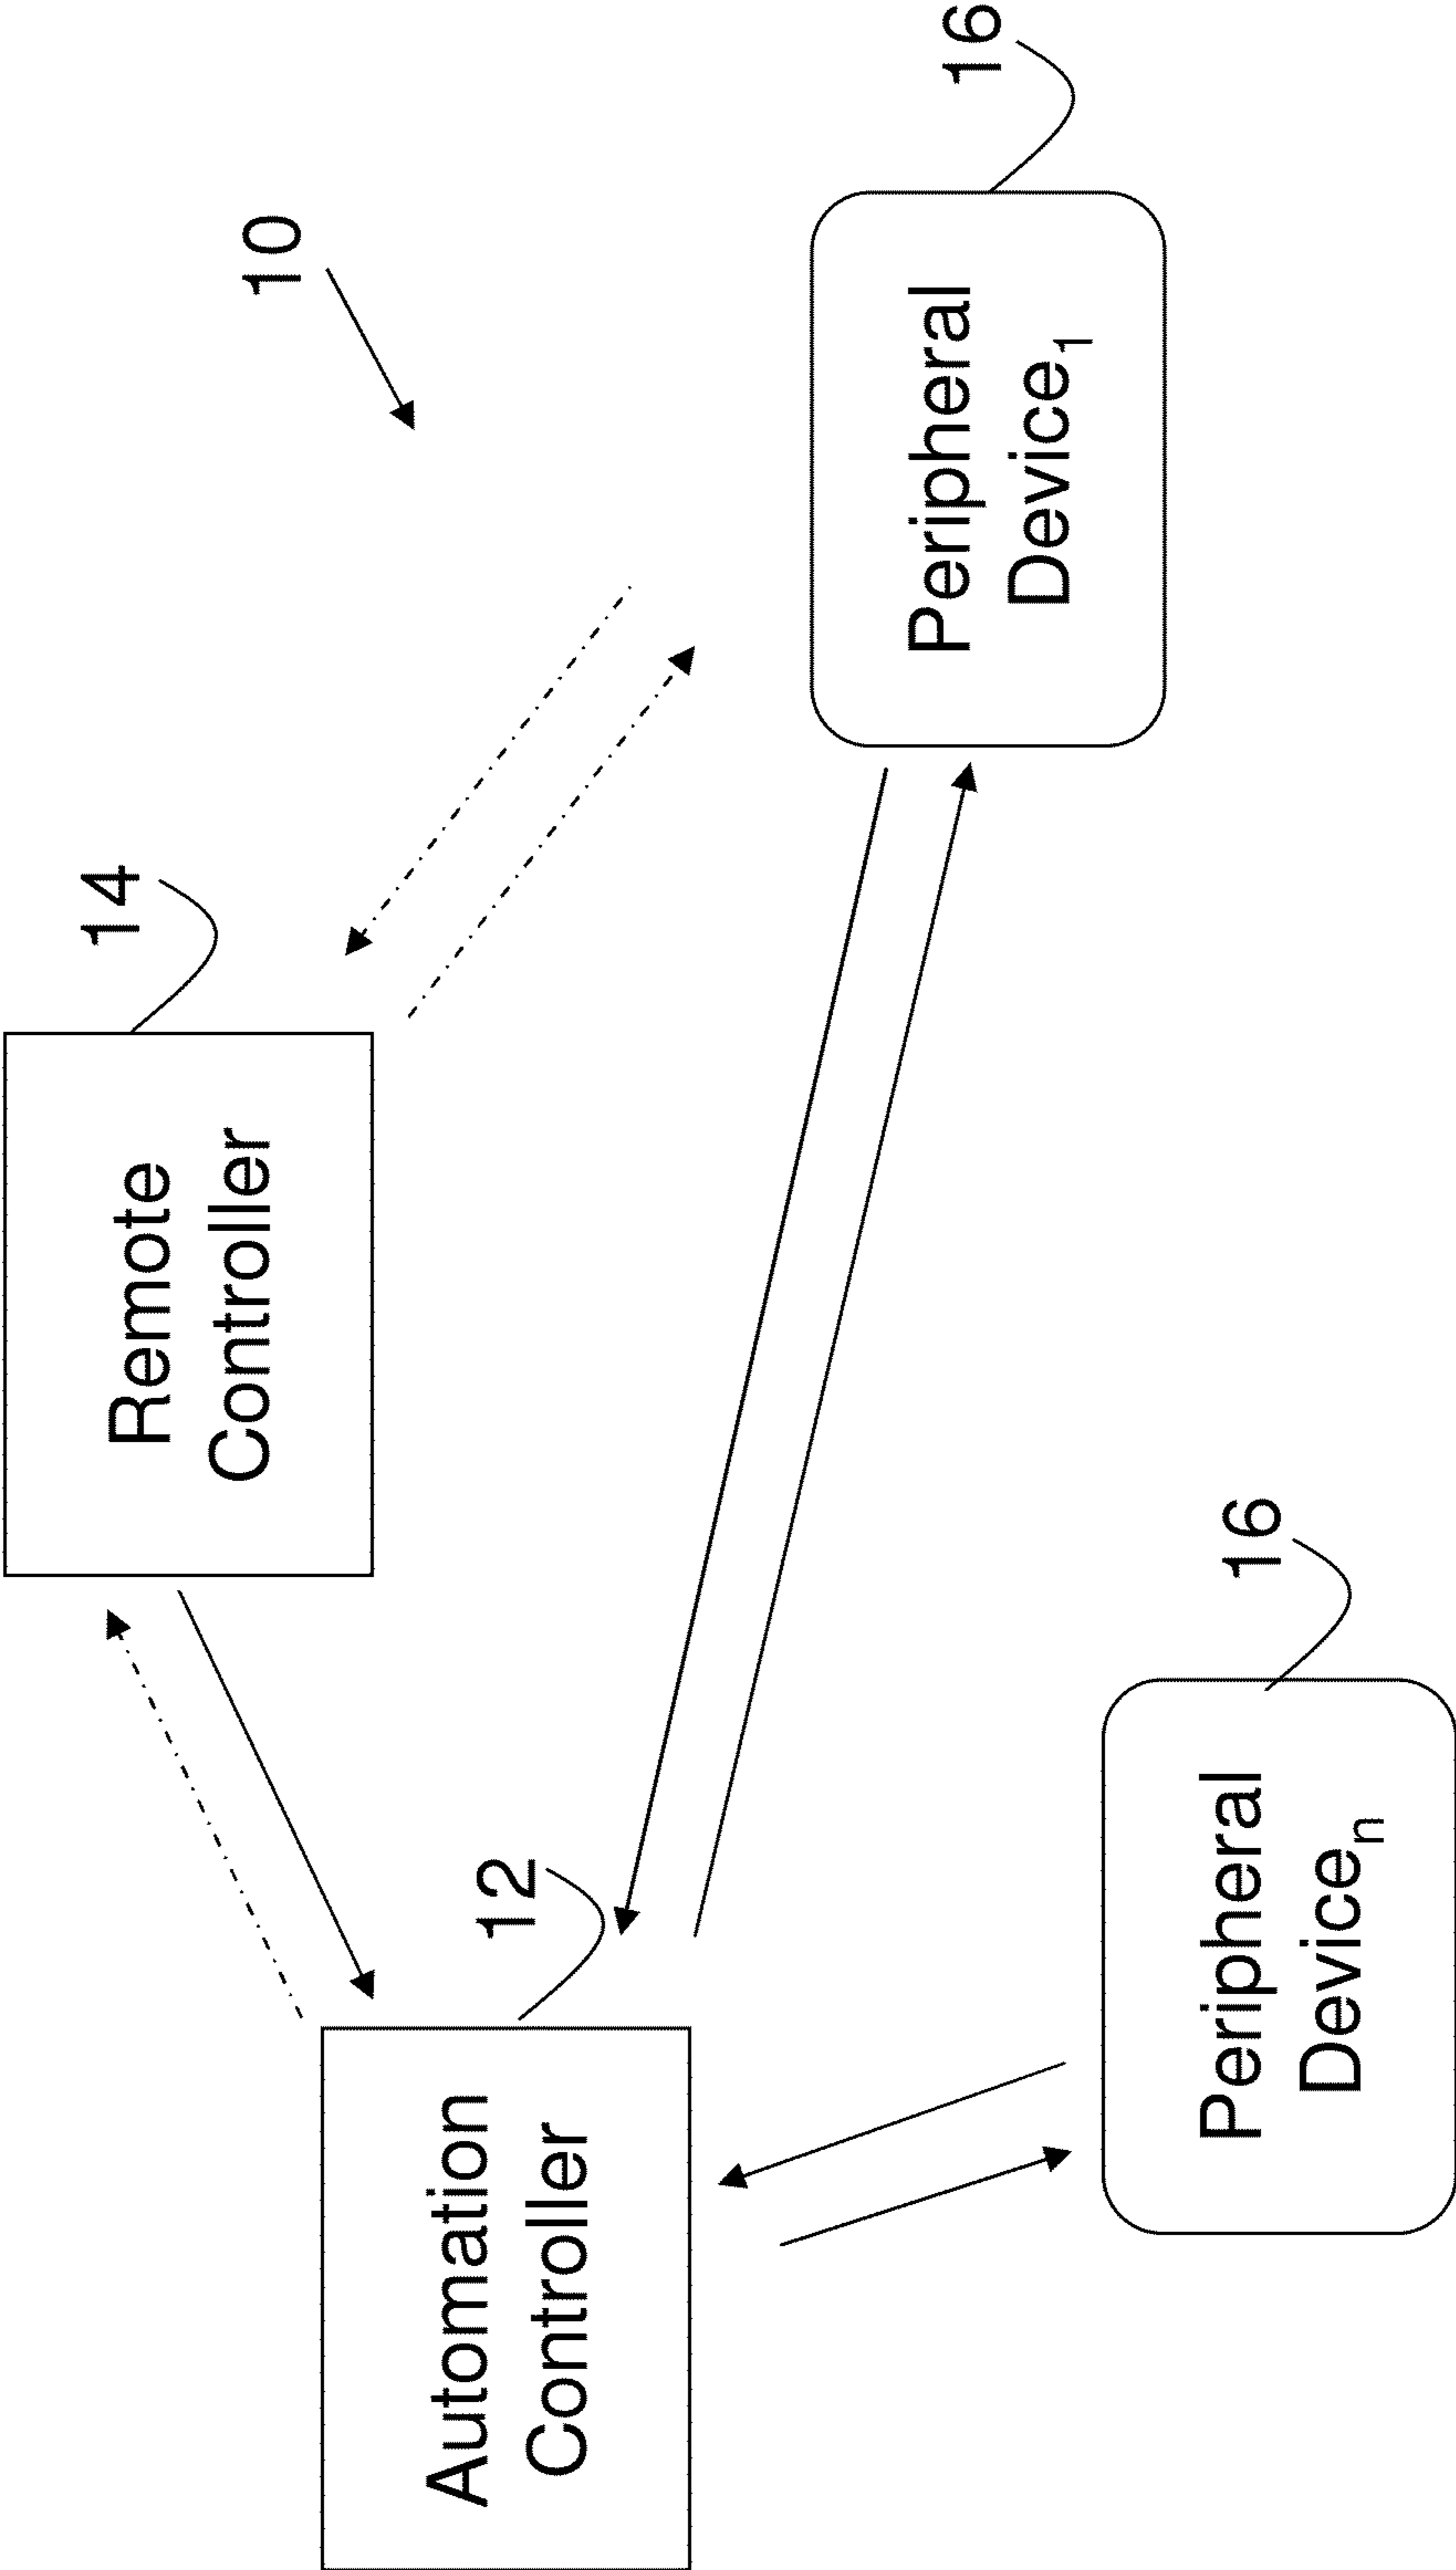 10
14
Remote
Controller
12
Automation
Controller
16
Peripheral
Device₁
16
Peripheral
Deviceₙ